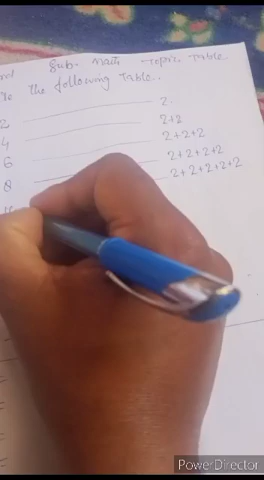 Sub- Math Topic- Table
the following Table..
2 2
4 2+2
6 2+2+2
8 2+2+2+2
2+2+2+2+2
PowerDirector